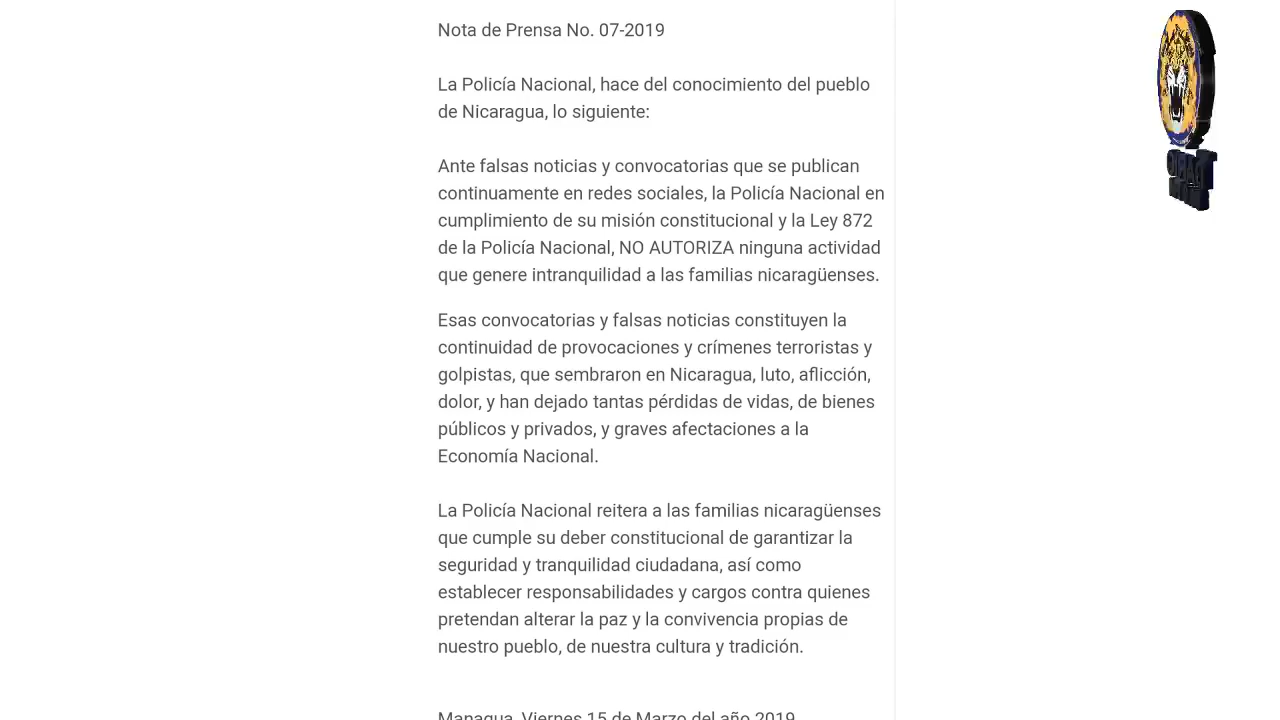 Nota de Prensa No. 07-2019
La Policía Nacional, hace del conocimiento del pueblo
de Nicaragua, lo siguiente:
Ante falsas noticias y convocatorias que se publican
continuamente en redes sociales, la Policía Nacional en
cumplimiento de su misión constitucional y la Ley 872
de la Policía Nacional, NO AUTORIZA ninguna actividad
que genere intranquilidad a las familias nicaragüenses.
Esas convocatorias y falsas noticias constituyen la
continuidad de provocaciones y crímenes terroristas y
golpistas, que sembraron en Nicaragua, luto, aflicción,
dolor, y han dejado tantas pérdidas de vidas, de bienes
públicos y privados, y graves afectaciones a la
Economía Nacional.
La Policía Nacional reitera a las familias nicaragüenses
que cumple su deber constitucional de garantizar la
seguridad y tranquilidad ciudadana, así como
establecer responsabilidades y cargos contra quienes
pretendan alterar la paz y la convivencia propias de
nuestro pueblo, de nuestra cultura y tradición.
Managua, Viernes 15 de Marzo del año 2019